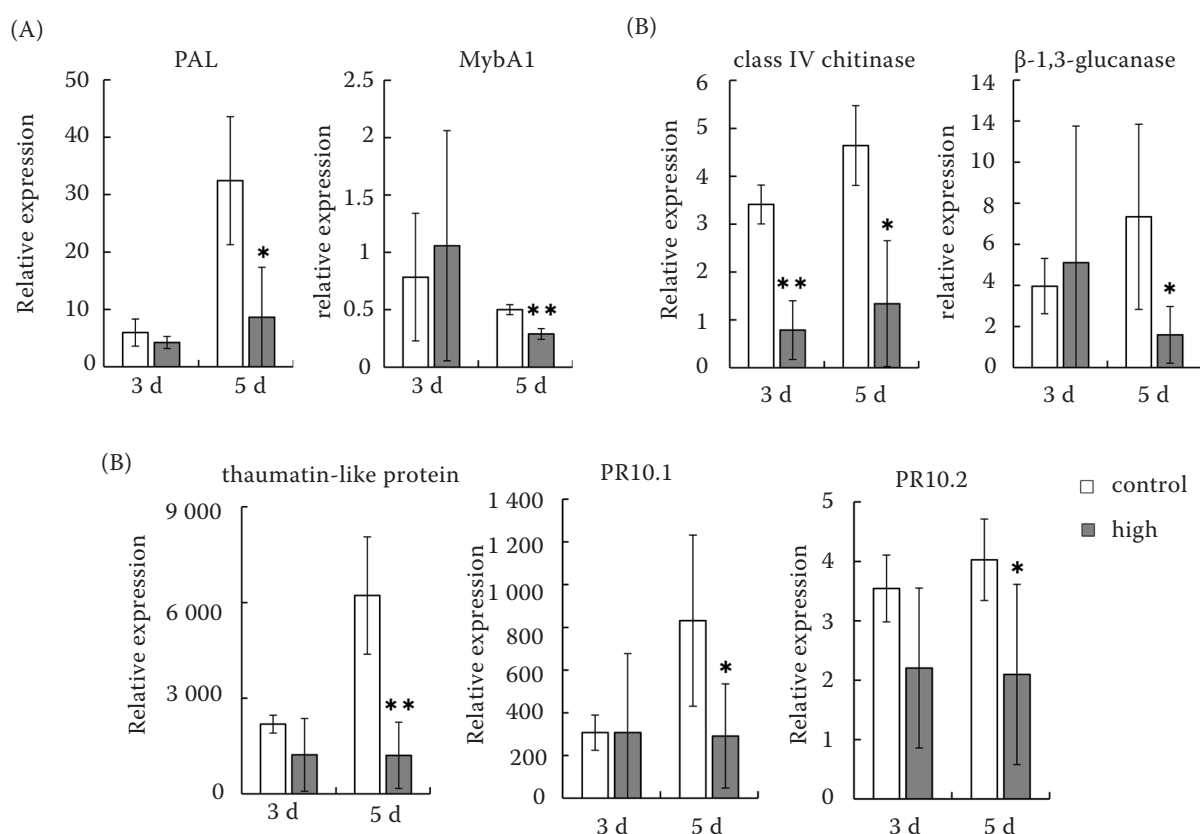 (A)
PAL
Relative expression
50
40
30
20
10
0
*
3 d
5 d
MybA1
relative expression
2.5
2
1.5
1
0.5
0
**
3 d
5 d
(B)
class IV chitinase
Relative expression
6
5
4
3
2
1
0
**
*
3 d
5 d
β-1,3-glucanase
relative expression
14
14
10
8
6
4
2
0
*
3 d
5 d
(B)
thaumatin-like protein
Relative expression
9 000
6 000
3 000
0
**
3 d
5 d
PR10.1
Relative expression
1 400
1 200
1 000
800
600
400
200
0
*
3 d
5 d
PR10.2
Relative expression
5
4
3
2
1
0
*
3 d
5 d
control
high